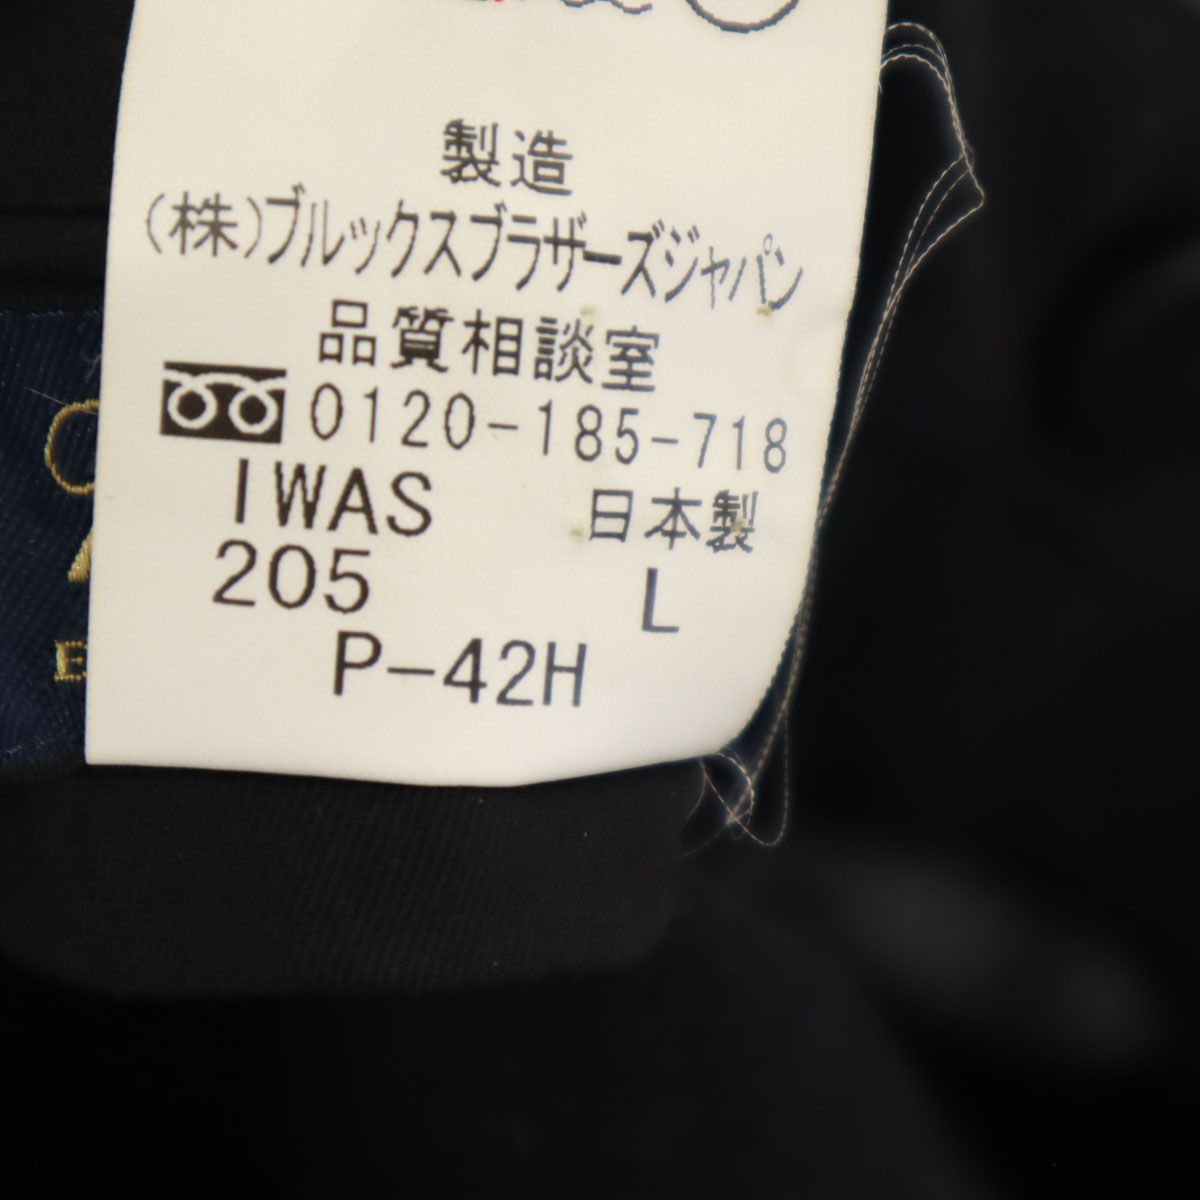 製造
(株)ブルックスブラザーズジャパン
品質相談室
0120-185-718
IWAS 日本製
205 L
P-42H